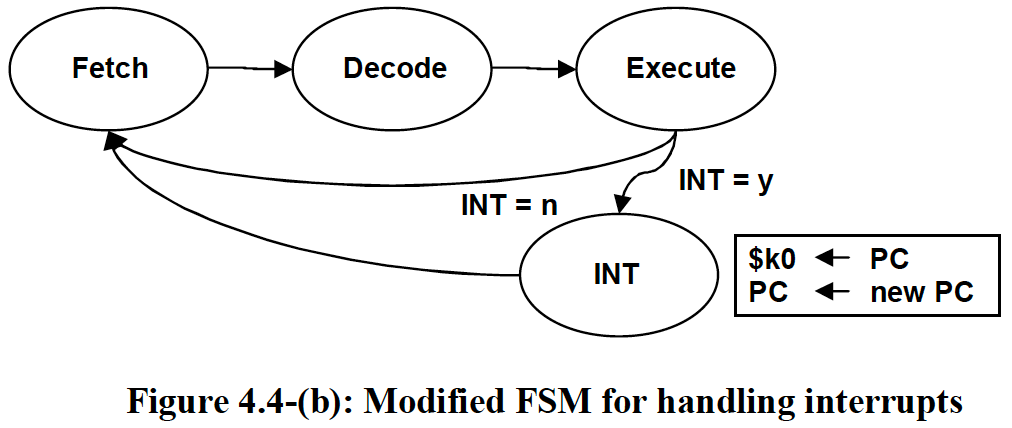 Fetch
Decode
Execute
INT = y
INT = n
INT
$k0 ← PC
PC ← new PC
Figure 4.4-(b): Modified FSM for handling interrupts